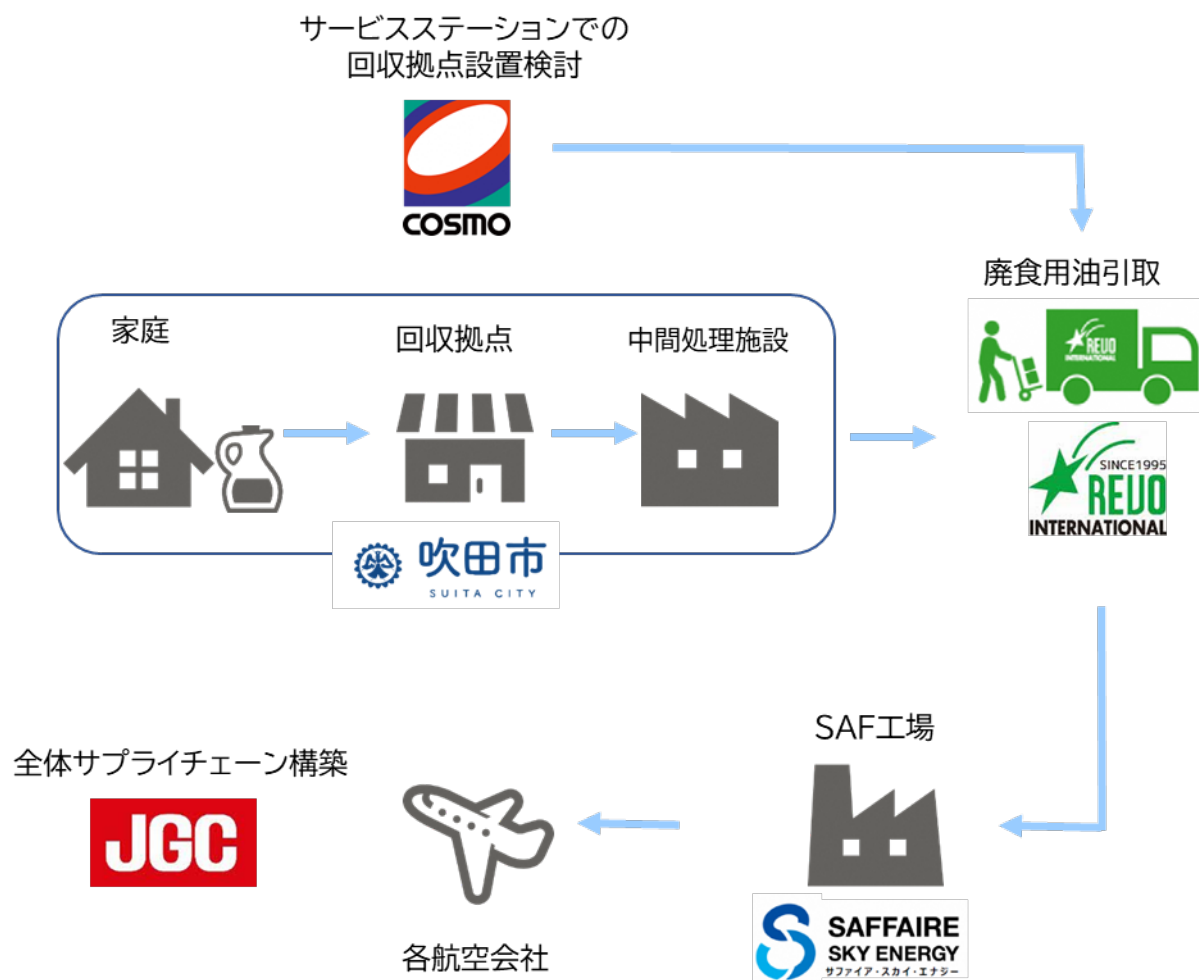 サービスステーションでの
回収拠点設置検討
COSMO
廃食用油引取
REVO
INTERNATIONAL
家庭
回収拠点
中間処理施設
SINCE1995
REVO
INTERNATIONAL
吹田市
SUITA CITY
SAF工場
全体サプライチェーン構築
JGC
各航空会社
SAFFAIRE
SKY ENERGY
サファイア・スカイ・エナジー